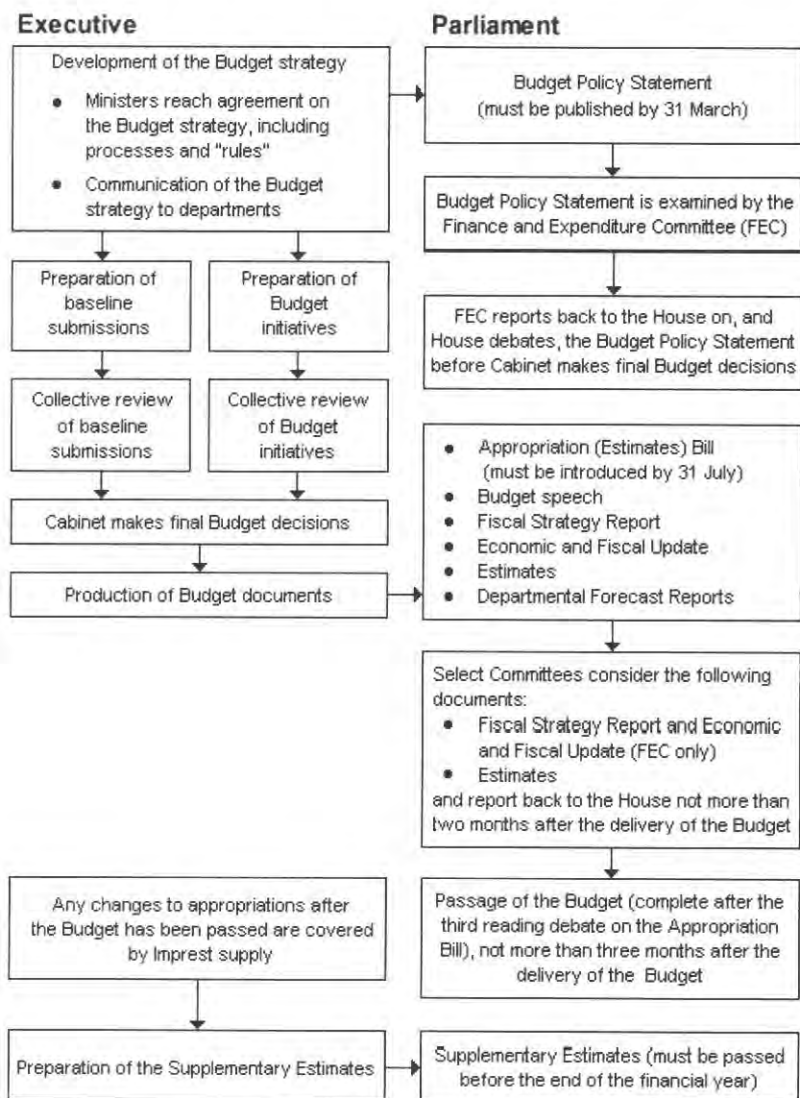 Executive
Development of the Budget strategy
● Ministers reach agreement on
the Budget strategy, including
processes and "rules"
● Communication of the Budget
strategy to departments
Preparation of
baseline
submissions
Preparation of
Budget
initiatives
Collective review
of baseline
submissions
Collective review
of Budget
initiatives
Cabinet makes final Budget decisions
Production of Budget documents
Any changes to appropriations after
the Budget has been passed are covered
by Imprest supply
Preparation of the Supplementary Estimates
Parliament
Budget Policy Statement
(must be published by 31 March)
Budget Policy Statement is examined by the
Finance and Expenditure Committee (FEC)
FEC reports back to the House on, and
House debates, the Budget Policy Statement
before Cabinet makes final Budget decisions
● Appropriation (Estimates) Bill
(must be introduced by 31 July)
● Budget speech
● Fiscal Strategy Report
● Economic and Fiscal Update
● Estimates
● Departmental Forecast Reports
Select Committees consider the following
documents:
● Fiscal Strategy Report and Economic
and Fiscal Update (FEC only)
● Estimates
and report back to the House not more than
two months after the delivery of the Budget
Passage of the Budget (complete after the
third reading debate on the Appropriation
Bill), not more than three months after the
delivery of the Budget
Supplementary Estimates (must be passed
before the end of the financial year)